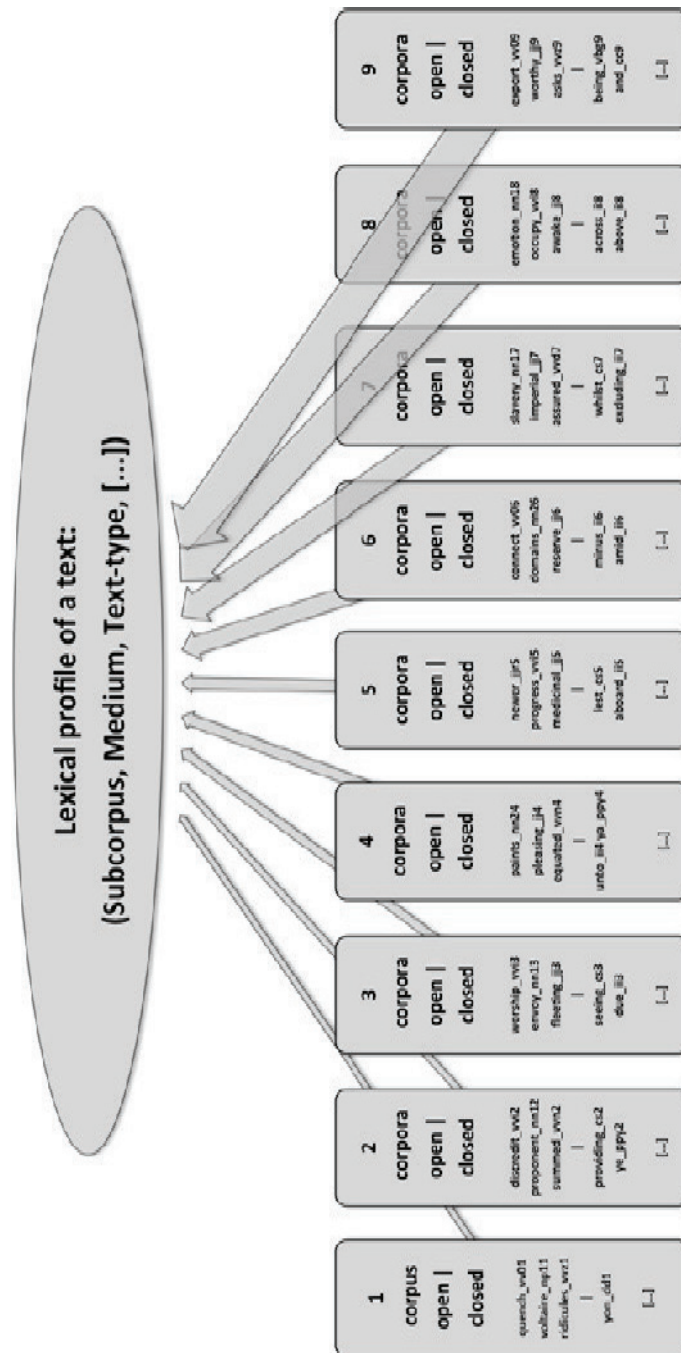 Lexical profile of a text:
(Subcorpus, Medium, Text-type, [...])
1
corpus
open |
closed
quench_vv01
voltaire_np11
ridicules_vvz1
|
yon_dd1
[--]
2
corpora
open |
closed
discredit_vvi2
proponent_nn12
summed_vvn2
|
providing_cs2
ye_ppy2
[--]
3
corpora
open |
closed
worship_vvi3
envoy_nn13
fleeting_jj3
|
seeing_cs3
due_ii3
[--]
4
corpora
open |
closed
paints_nn24
pleasing_jj4
equated_vvn4
|
unto_ii4 ya_ppy4
[--]
5
corpora
open |
closed
newer_jjr5
progress_vvi5
medicinal_jj5
|
lest_cs5
aboard_ii5
[--]
6
corpora
open |
closed
connect_vv06
domains_nn26
reserve_jj6
|
minus_ii6
amid_ii6
[--]
7
corpora
open |
closed
slavery_nn17
imperial_jj7
assured_vvd7
|
whilst_cs7
excluding_ii7
[--]
8
corpora
open |
closed
emotion_nn18
occupy_vvi8
awake_jj8
|
across_ii8
above_ii8
[--]
9
corpora
open |
closed
export_vv09
worthy_jj9
asks_vvz9
|
being_vbg9
and_cc9
[--]